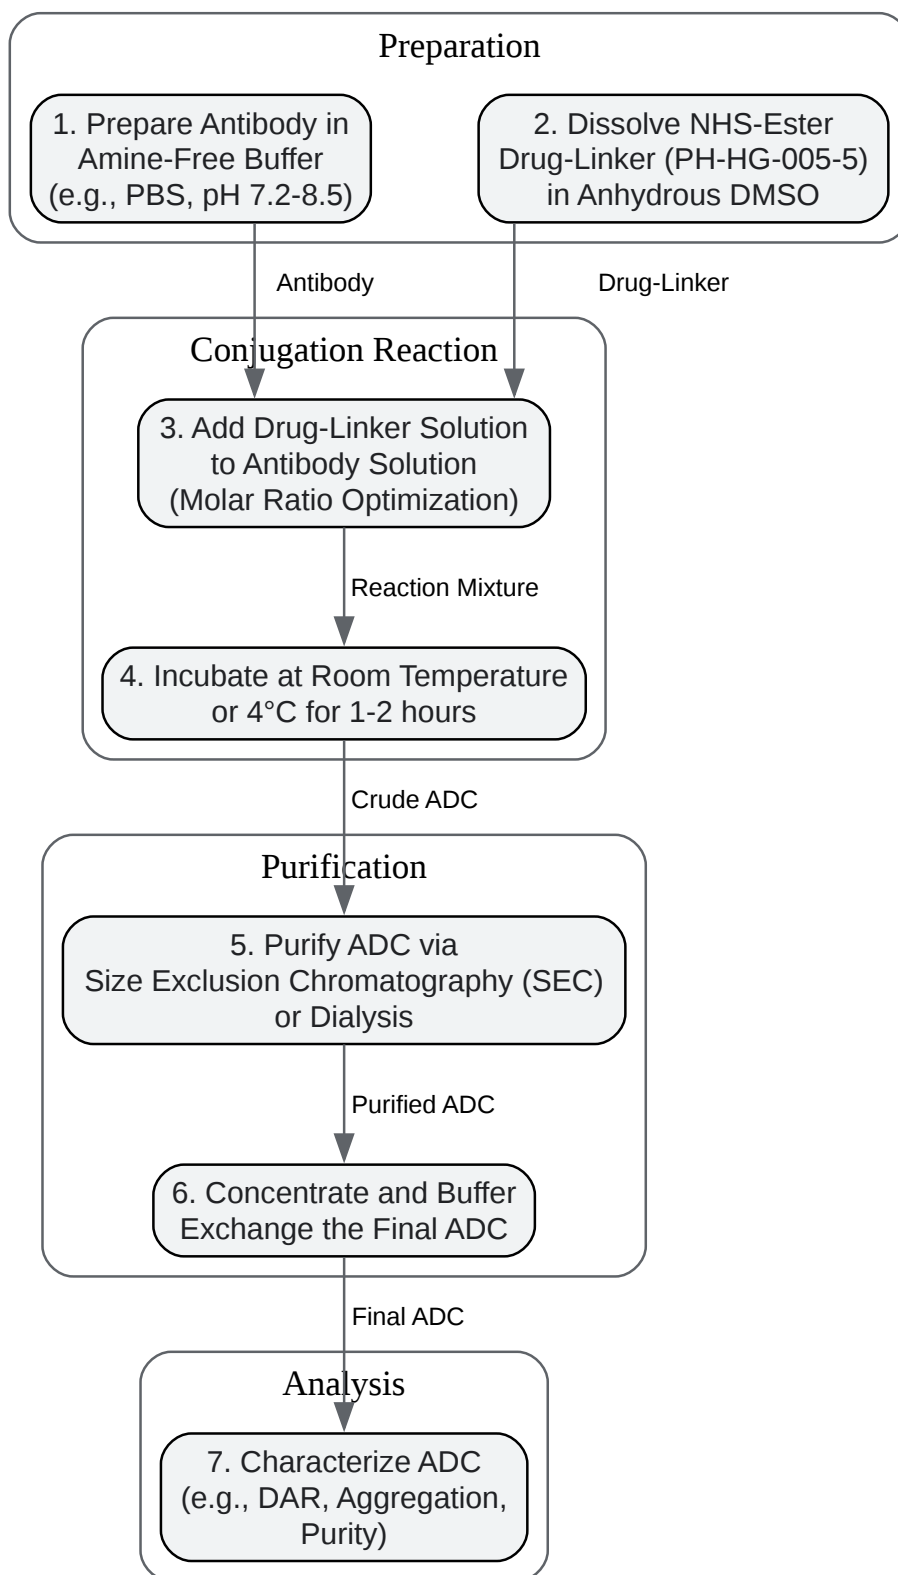 Preparation
1. Prepare Antibody in
Amine-Free Buffer
(e.g., PBS, pH 7.2-8.5)
2. Dissolve NHS-Ester
Drug-Linker (PH-HG-005-5)
in Anhydrous DMSO
Antibody
Drug-Linker
Conjugation Reaction
3. Add Drug-Linker Solution
to Antibody Solution
(Molar Ratio Optimization)
Reaction Mixture
4. Incubate at Room Temperature
or 4°C for 1-2 hours
Crude ADC
Purification
5. Purify ADC via
Size Exclusion Chromatography (SEC)
or Dialysis
Purified ADC
6. Concentrate and Buffer
Exchange the Final ADC
Final ADC
Analysis
7. Characterize ADC
(e.g., DAR, Aggregation,
Purity)